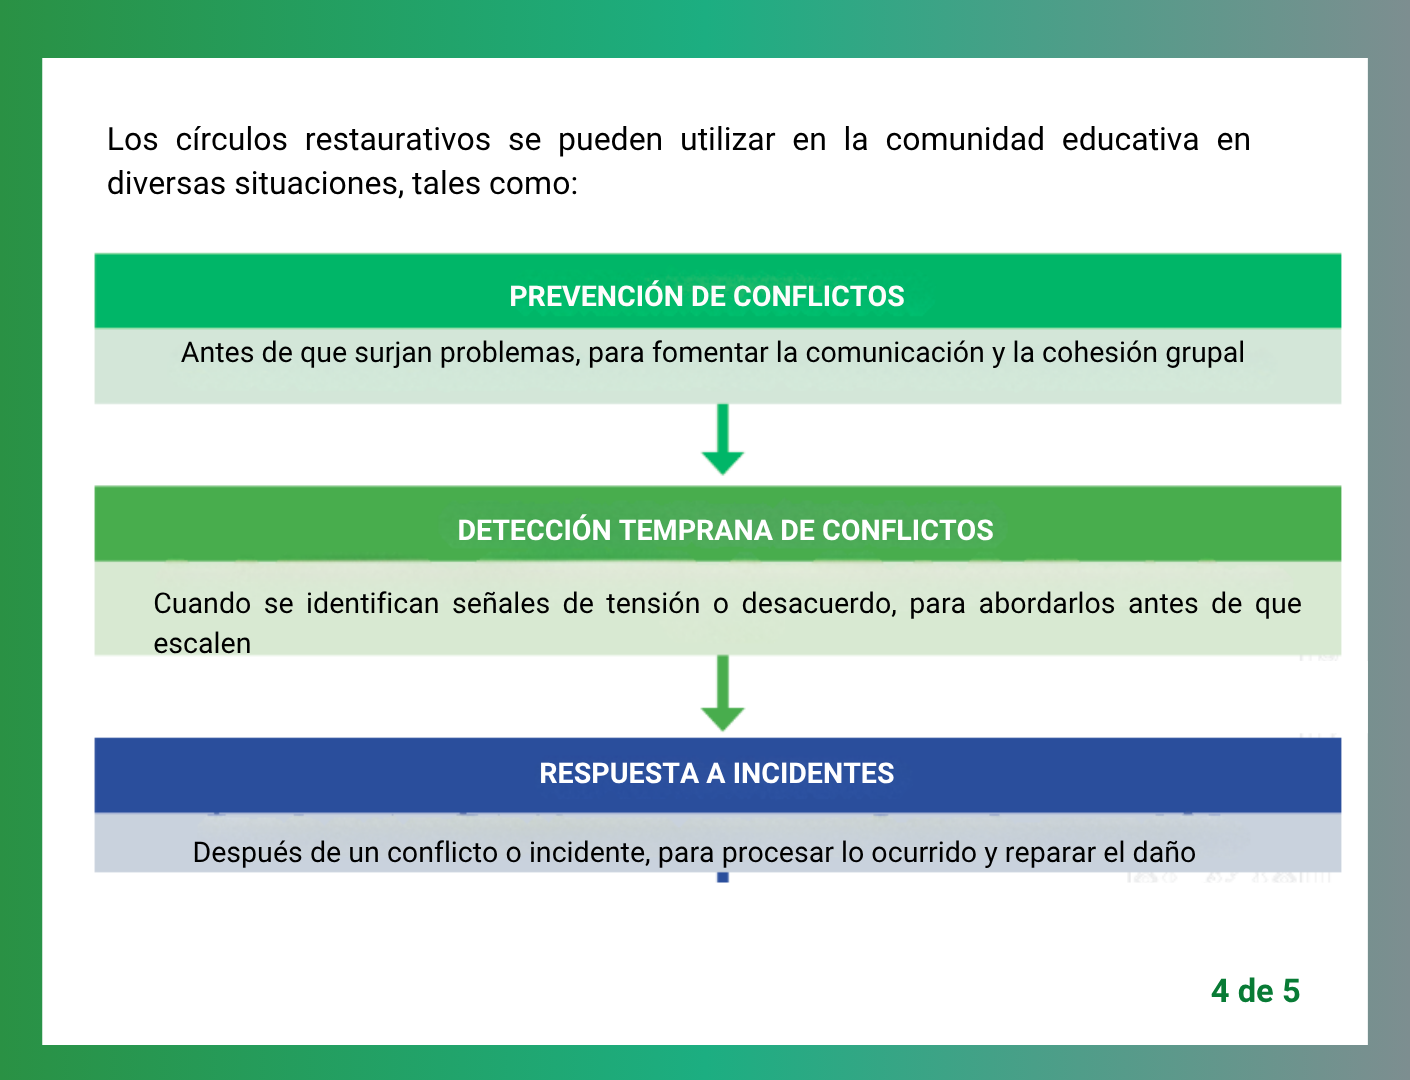 Los círculos restaurativos se pueden utilizar en la comunidad educativa en
diversas situaciones, tales como:
PREVENCIÓN DE CONFLICTOS
Antes de que surjan problemas, para fomentar la comunicación y la cohesión grupal
DETECCIÓN TEMPRANA DE CONFLICTOS
Cuando se identifican señales de tensión o desacuerdo, para abordarlos antes de que
escalen
RESPUESTA A INCIDENTES
Después de un conflicto o incidente, para procesar lo ocurrido y reparar el daño
4 de 5